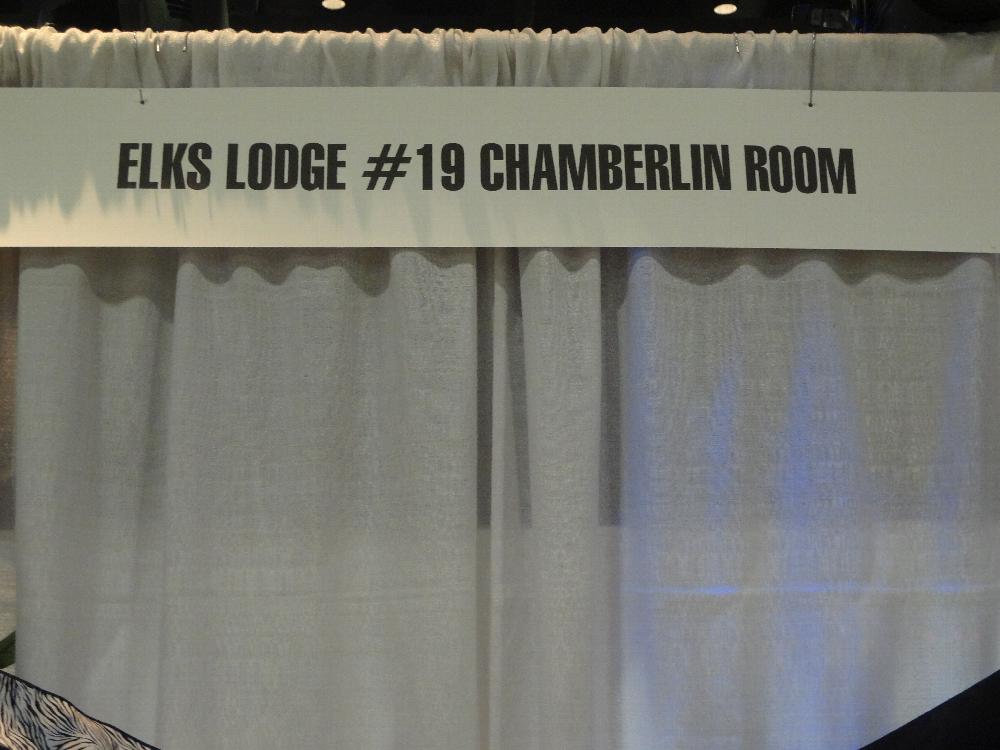 ELKS LODGE #19 CHAMBERLIN ROOM